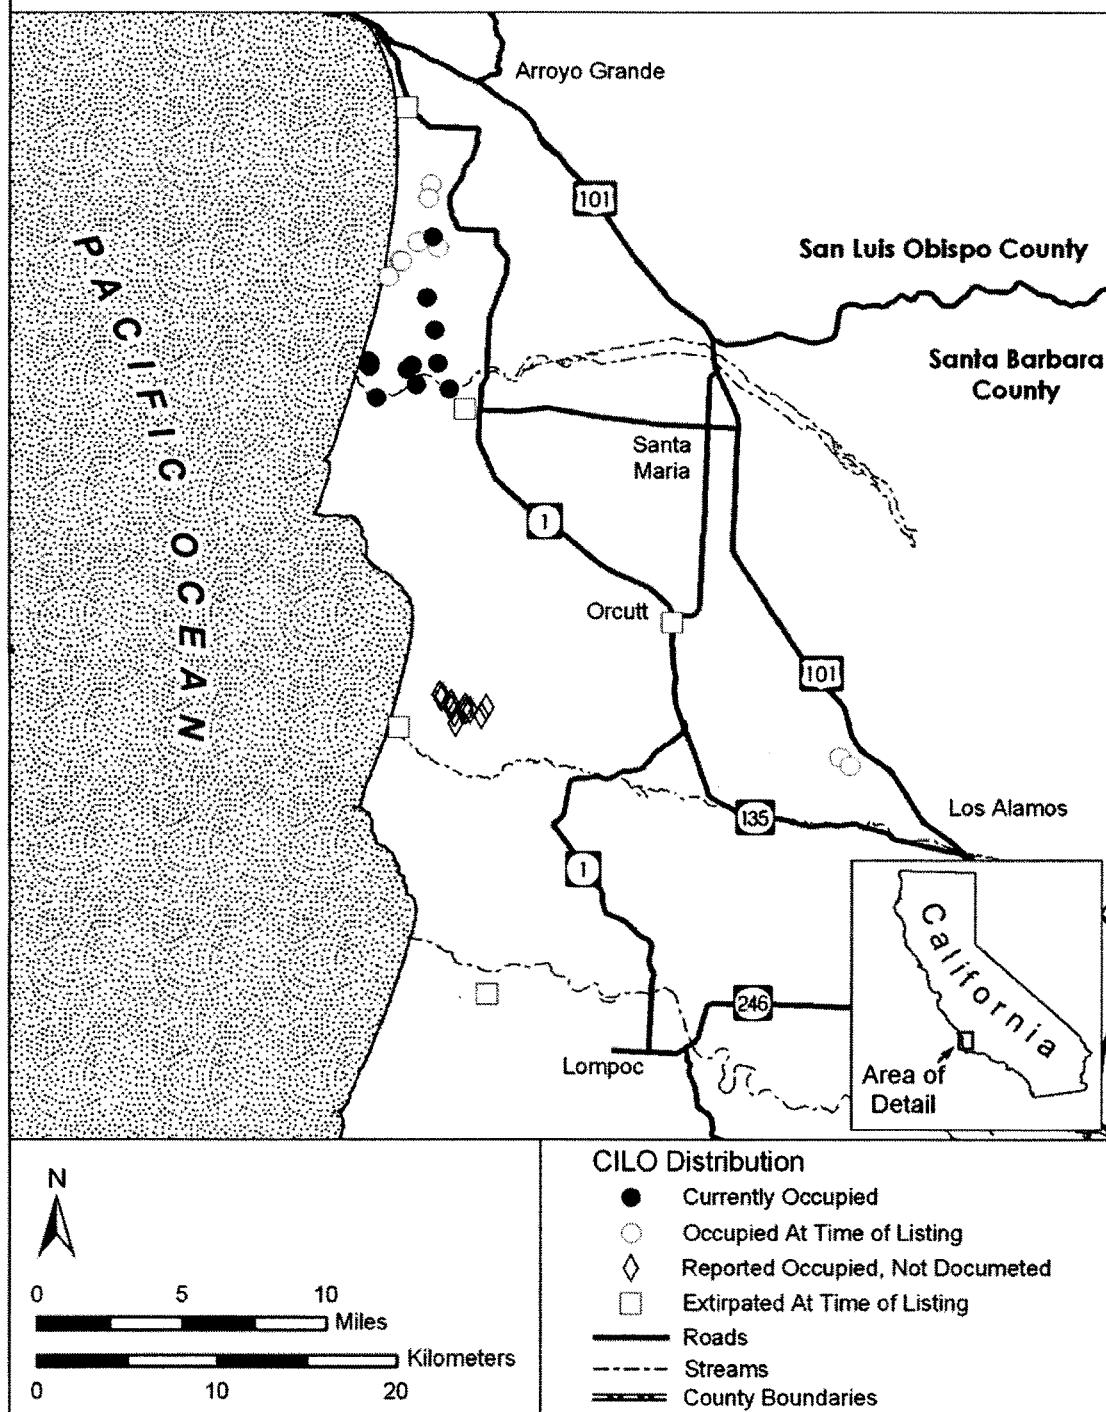 Arroyo Grande
101
San Luis Obispo County
Santa Barbara
County
PACIFIC OCEAN
Santa
Maria
1
Orcutt
101
Los Alamos
135
1
246
Lompoc
California
Area of
Detail
N
0 5 10
Miles
Kilometers
0 10 20
CILO Distribution
Currently Occupied
Occupied At Time of Listing
Reported Occupied, Not Documeted
Extirpated At Time of Listing
Roads
Streams
County Boundaries